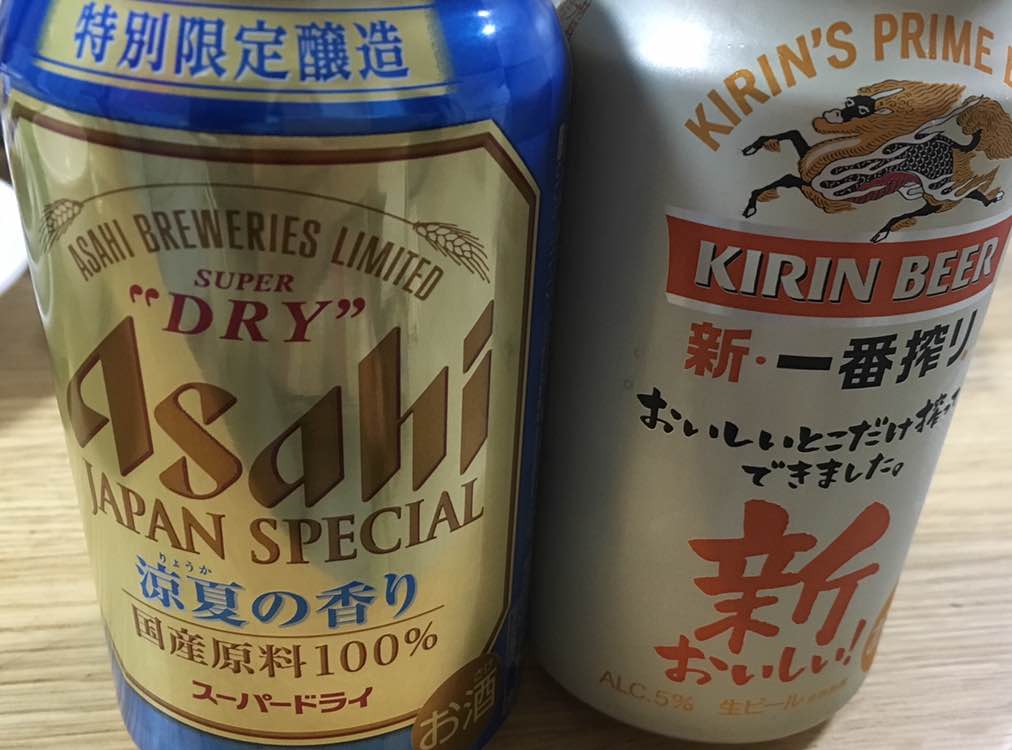 特別限定醸造
ASAHI BREWERIES LIMITED
SUPER
“DRY”
Asahi
JAPAN SPECIAL
りょうか
涼夏の香り
国産原料100%
スーパードライ
お酒
KIRIN'S PRIME
KIRIN BEER
新・一番搾り
おいしいとこだけ搾っ
できました。
新
おいしい!
ALC.5% 生ビール